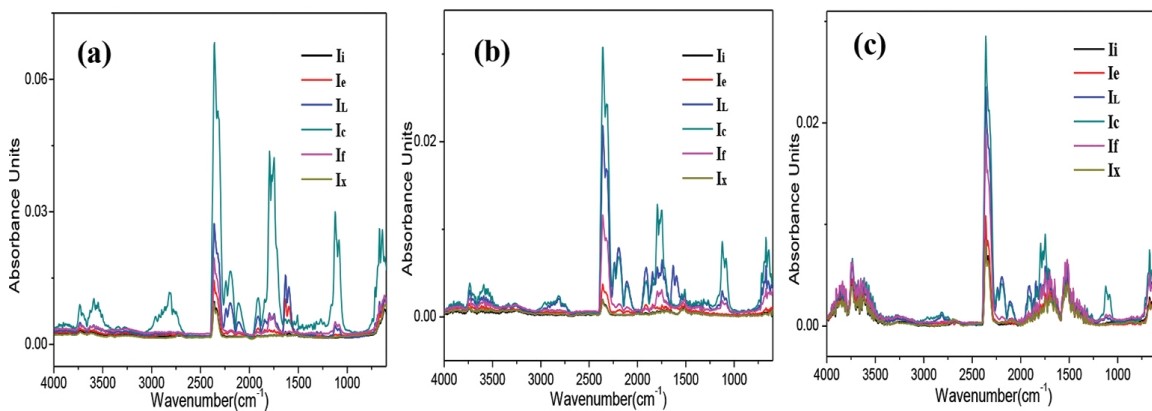 (a)
Ii
Ie
IL
Ic
If
Ix
0.06
0.03
0.00
Absorbance Units
4000 3500 3000 2500 2000 1500 1000
Wavenumber(cm-1)
(b)
Ii
Ie
IL
Ic
If
Ix
0.02
0.00
Absorbance Units
4000 3500 3000 2500 2000 1500 1000
Wavenumber(cm-1)
(c)
Ii
Ie
IL
Ic
If
Ix
0.02
0.00
Absorbance Units
4000 3500 3000 2500 2000 1500 1000
Wavenumber(cm-1)